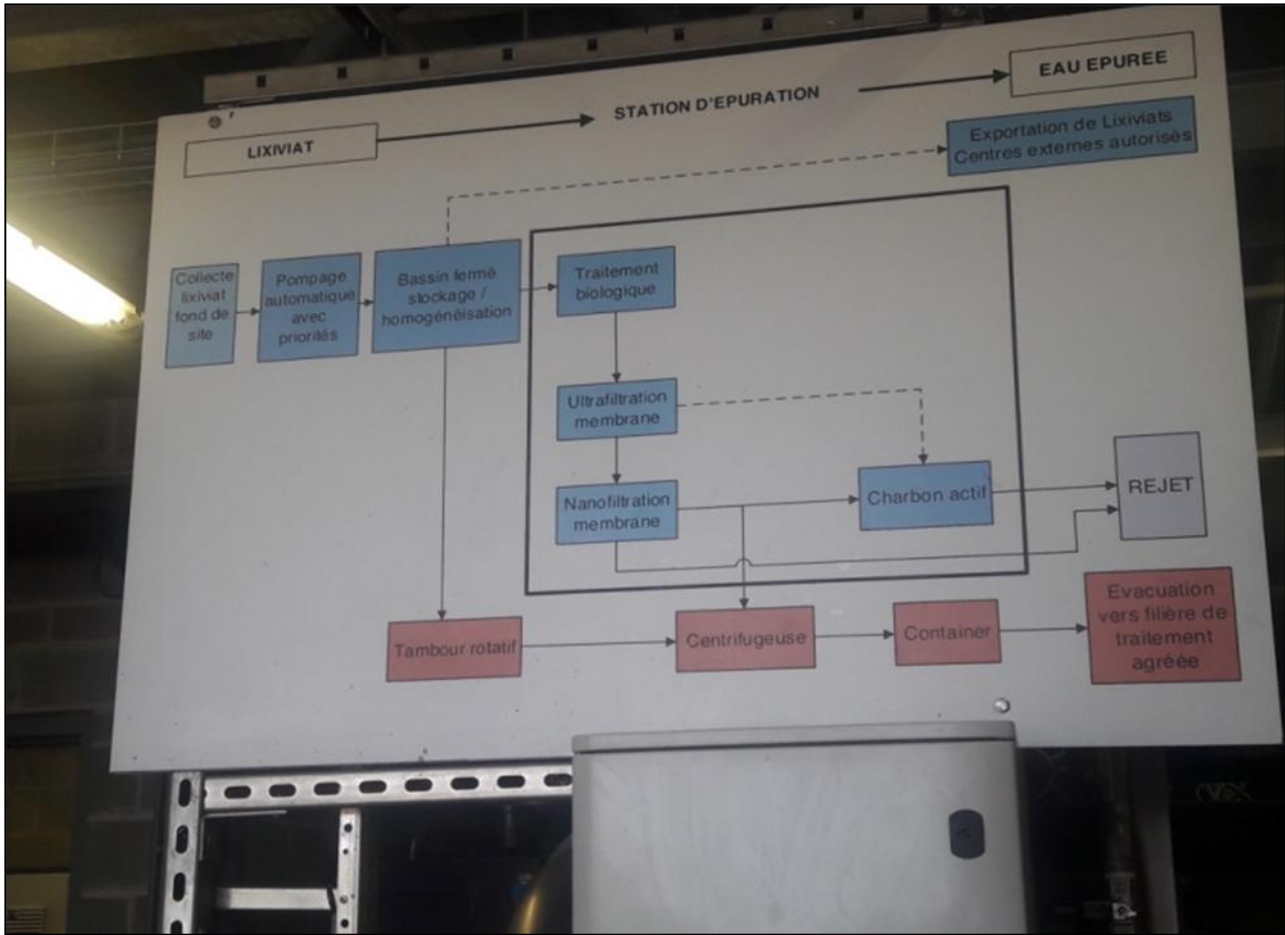 LIXIVIAT
STATION D'EPURATION
EAU EPUREE
Exportation de Lixiviats
Centres externes autorisés
Collecte
lixiviat
fond de
site
Pompage
automatique
avec
priorités
Bassin fermé
stockage /
homogénéisation
Traitement
biologique
Ultrafiltration
membrane
Nanofiltration
membrane
Charbon actif
REJET
Tambour rotatif
Centrifugeuse
Container
Evacuation
vers filière de
traitement
agréée